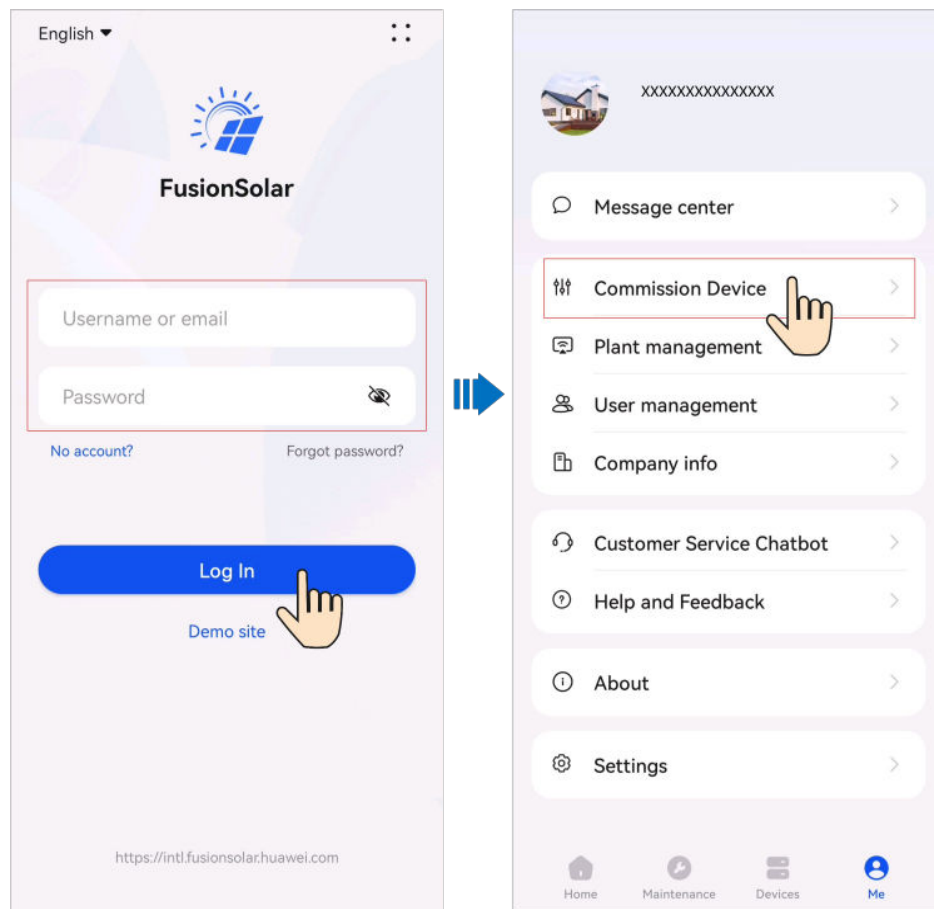 English
FusionSolar
Username or email
Password
No account?
Forgot password?
Log In
Demo site
https://intl.fusionsolar.huawei.com
xxxxxxxxxxxxxxx
Message center
Commission Device
Plant management
User management
Company info
Customer Service Chatbot
Help and Feedback
About
Settings
Home
Maintenance
Devices
Me